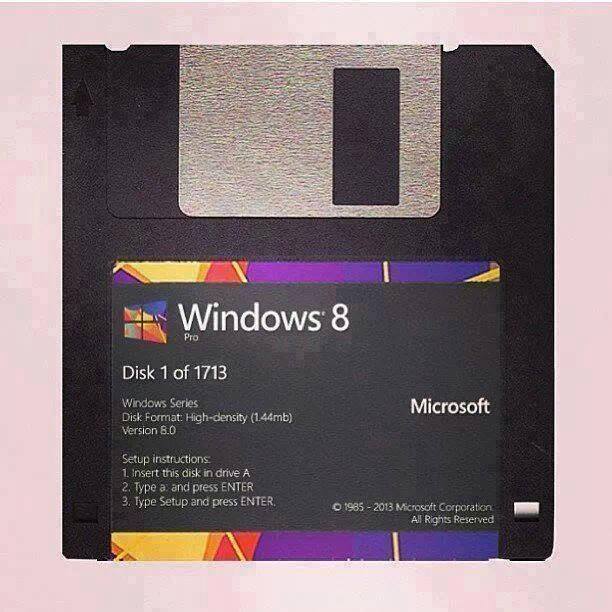 Windows 8
Pro
Disk 1 of 1713
Windows Series
Disk Format: High-density (1.44mb)
Version 8.0
Microsoft
Setup instructions:
1. Insert this disk in drive A
2. Type a: and press ENTER
3. Type Setup and press ENTER.
© 1985 - 2013 Microsoft Corporation.
All Rights Reserved